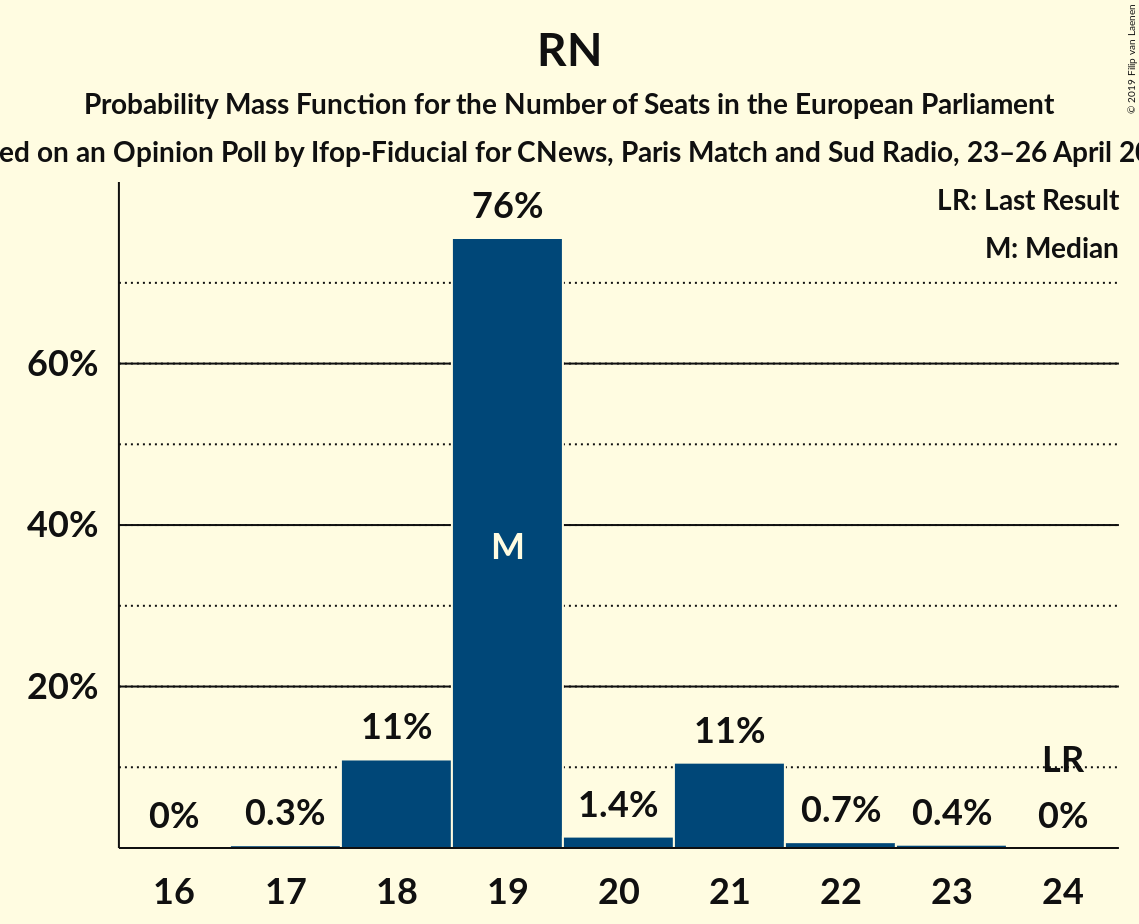 RN
Probability Mass Function for the Number of Seats in the European Parliament
ed on an Opinion Poll by Ifop-Fiducial for CNews, Paris Match and Sud Radio, 23–26 April 20
© 2019 Filip van Laenen
LR: Last Result
M: Median
76%
60%
40%
M
20%
11%
11%
LR
0%
0.3%
1.4%
0.7%
0.4%
0%
16 17 18 19 20 21 22 23 24